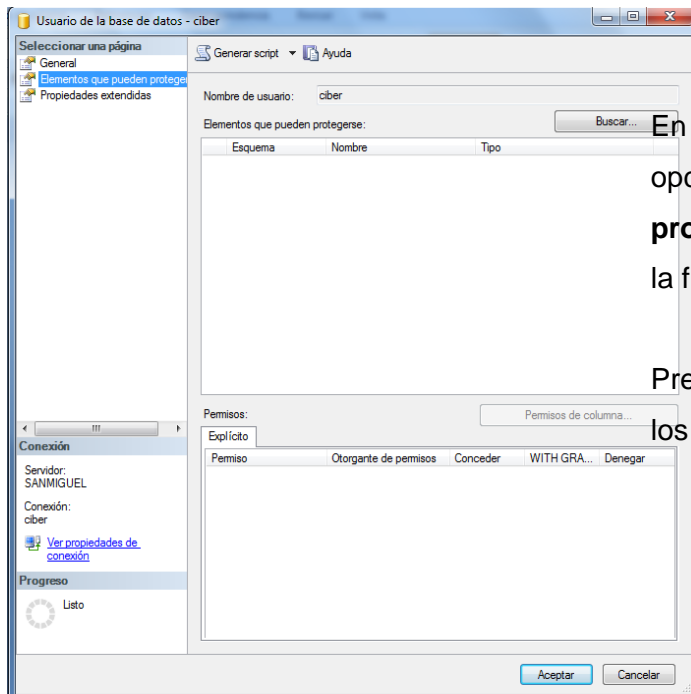 Usuario de la base de datos - ciber
Seleccionar una página
General
Elementos que pueden protege
Propiedades extendidas
Generar script
Ayuda
Nombre de usuario: ciber
Elementos que pueden protegerse:
Buscar...
Esquema Nombre Tipo
En
la f
Pre
los
Permisos:
Permisos de columna...
Explícito
Permiso Otorgante de permisos Conceder WITH GRA... Denegar
Conexión
Servidor:
SANMIGUEL
Conexión:
ciber
Ver propiedades de
conexión
Progreso
Listo
Aceptar Cancelar